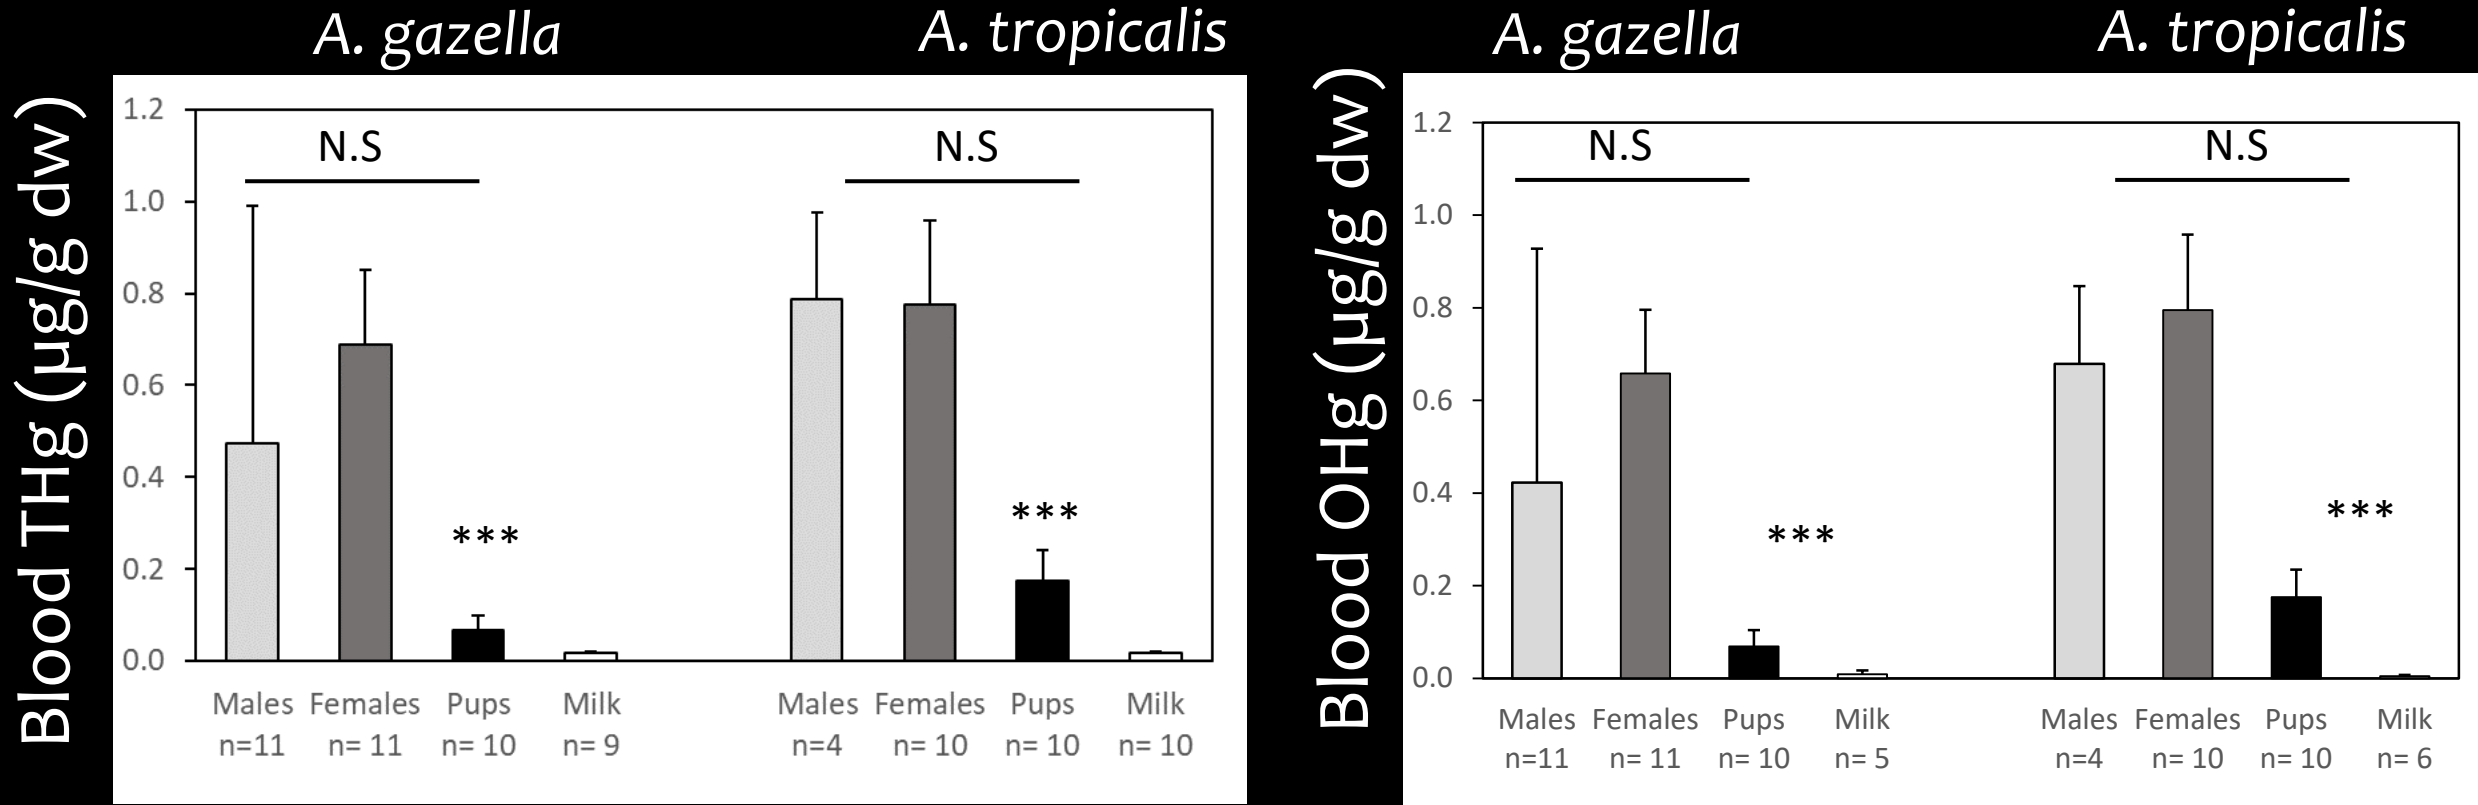 A. gazella
A. tropicalis
Blood THg (µg/g dw)
1.2
1.0
0.8
0.6
0.4
0.2
0.0
N.S
N.S
***
***
Males Females Pups Milk
n=11 n= 11 n= 10 n= 9
Males Females Pups Milk
n=4 n= 10 n= 10 n= 10
A. gazella
A. tropicalis
Blood OHg (µg/g dw)
1.2
1.0
0.8
0.6
0.4
0.2
0.0
N.S
N.S
***
***
Males Females Pups Milk
n=11 n= 11 n= 10 n= 5
Males Females Pups Milk
n=4 n= 10 n= 10 n= 6